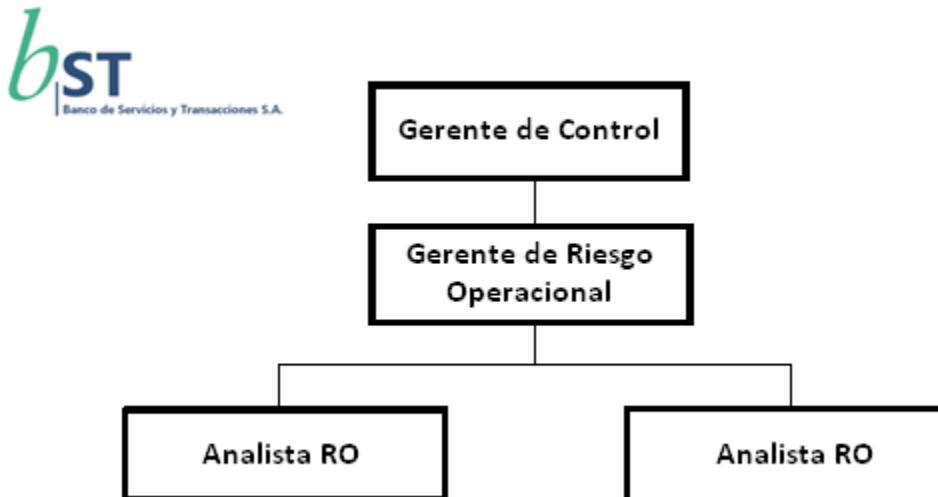 bST
Banco de Servicios y Transacciones S.A.
Gerente de Control
Gerente de Riesgo
Operacional
Analista RO
Analista RO